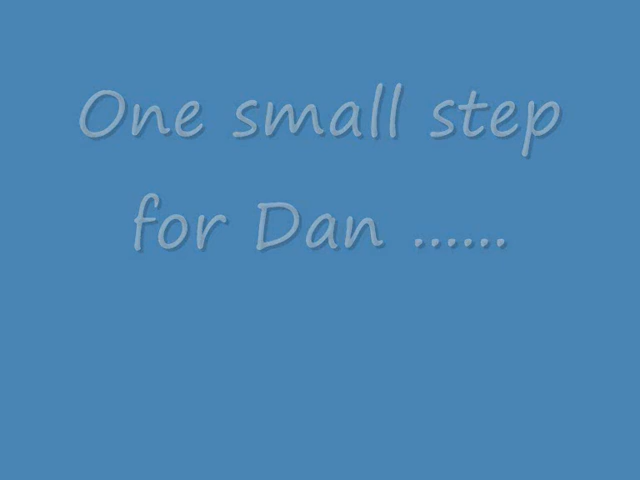 One small step
for Dan ......